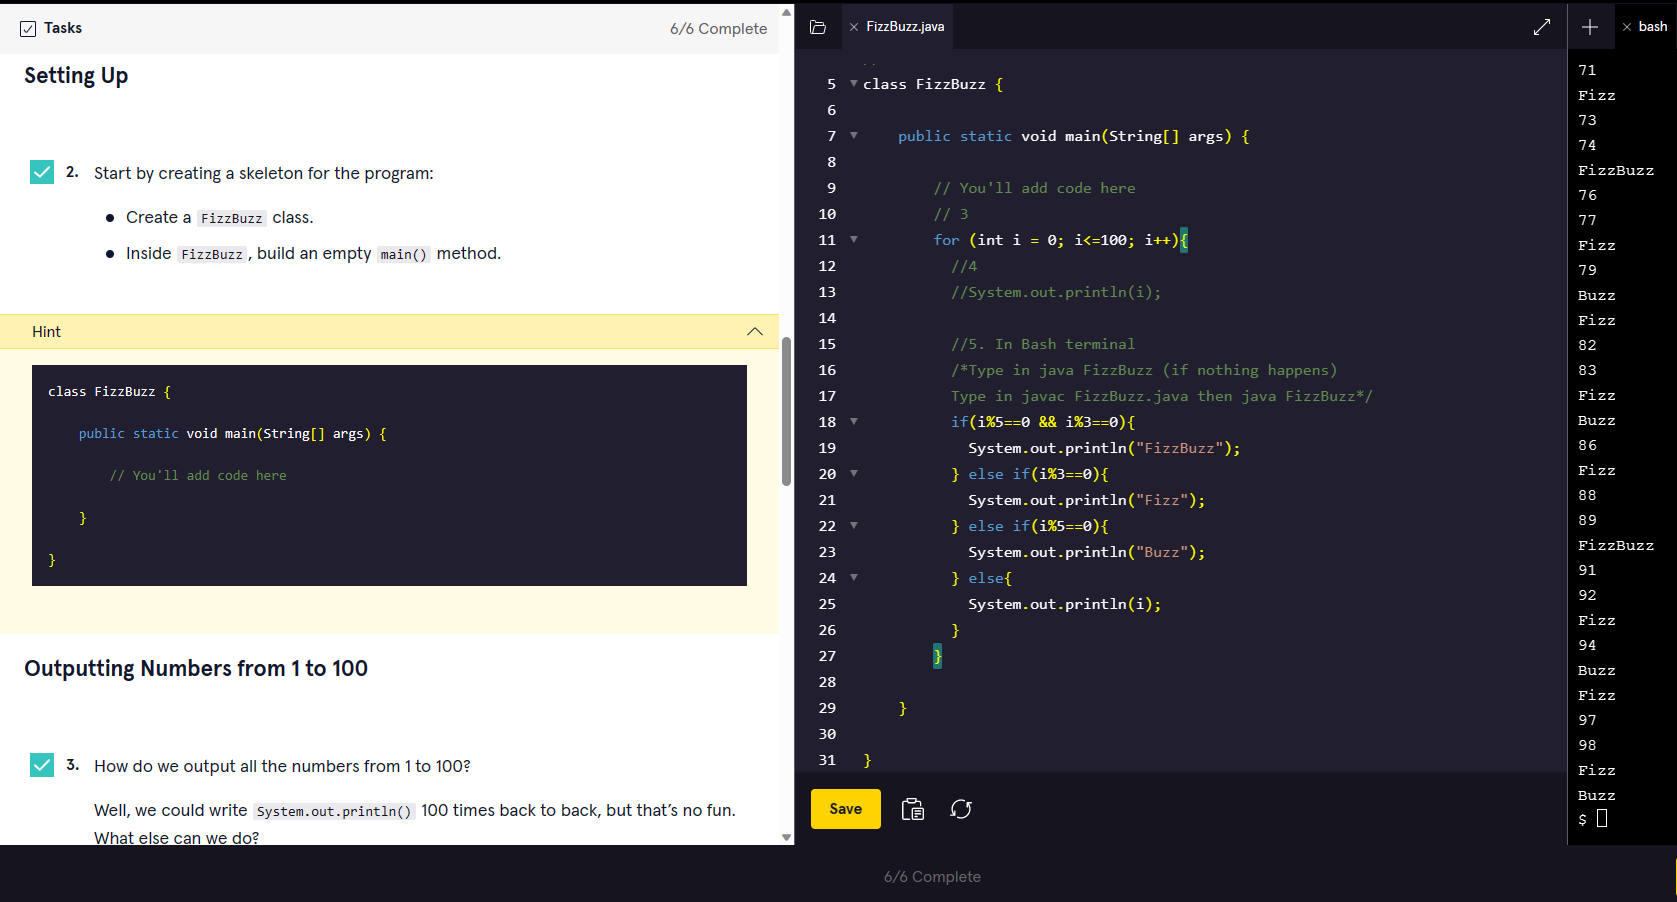 Tasks
6/6 Complete
Setting Up
2. Start by creating a skeleton for the program:
Create a FizzBuzz class.
Inside FizzBuzz, build an empty main() method.
Hint
class FizzBuzz {
public static void main(String[] args) {
// You'll add code here
}
}
Outputting Numbers from 1 to 100
3. How do we output all the numbers from 1 to 100?
Well, we could write System.out.println() 100 times back to back, but that's no fun.
What else can we do?
FizzBuzz.java
5 class FizzBuzz {
6
7 public static void main(String[] args) {
8
9 // You'll add code here
10 // 3
11 for (int i = 0; i<=100; i++){
12 //4
13 //System.out.println(i);
14
15 //5. In Bash terminal
16 /*Type in java FizzBuzz (if nothing happens)
17 Type in javac FizzBuzz.java then java FizzBuzz*/
18 if(i%5==0 && i%3==0){
19 System.out.println("FizzBuzz");
20 } else if(i%3==0){
21 System.out.println("Fizz");
22 } else if(i%5==0){
23 System.out.println("Buzz");
24 } else{
25 System.out.println(i);
26 }
27 }
28
29 }
30
31 }
Save
bash
71
Fizz
73
74
FizzBuzz
76
77
Fizz
79
Buzz
Fizz
82
83
Fizz
Buzz
86
Fizz
88
89
FizzBuzz
91
92
Fizz
94
Buzz
Fizz
97
98
Fizz
Buzz
$
6/6 Complete